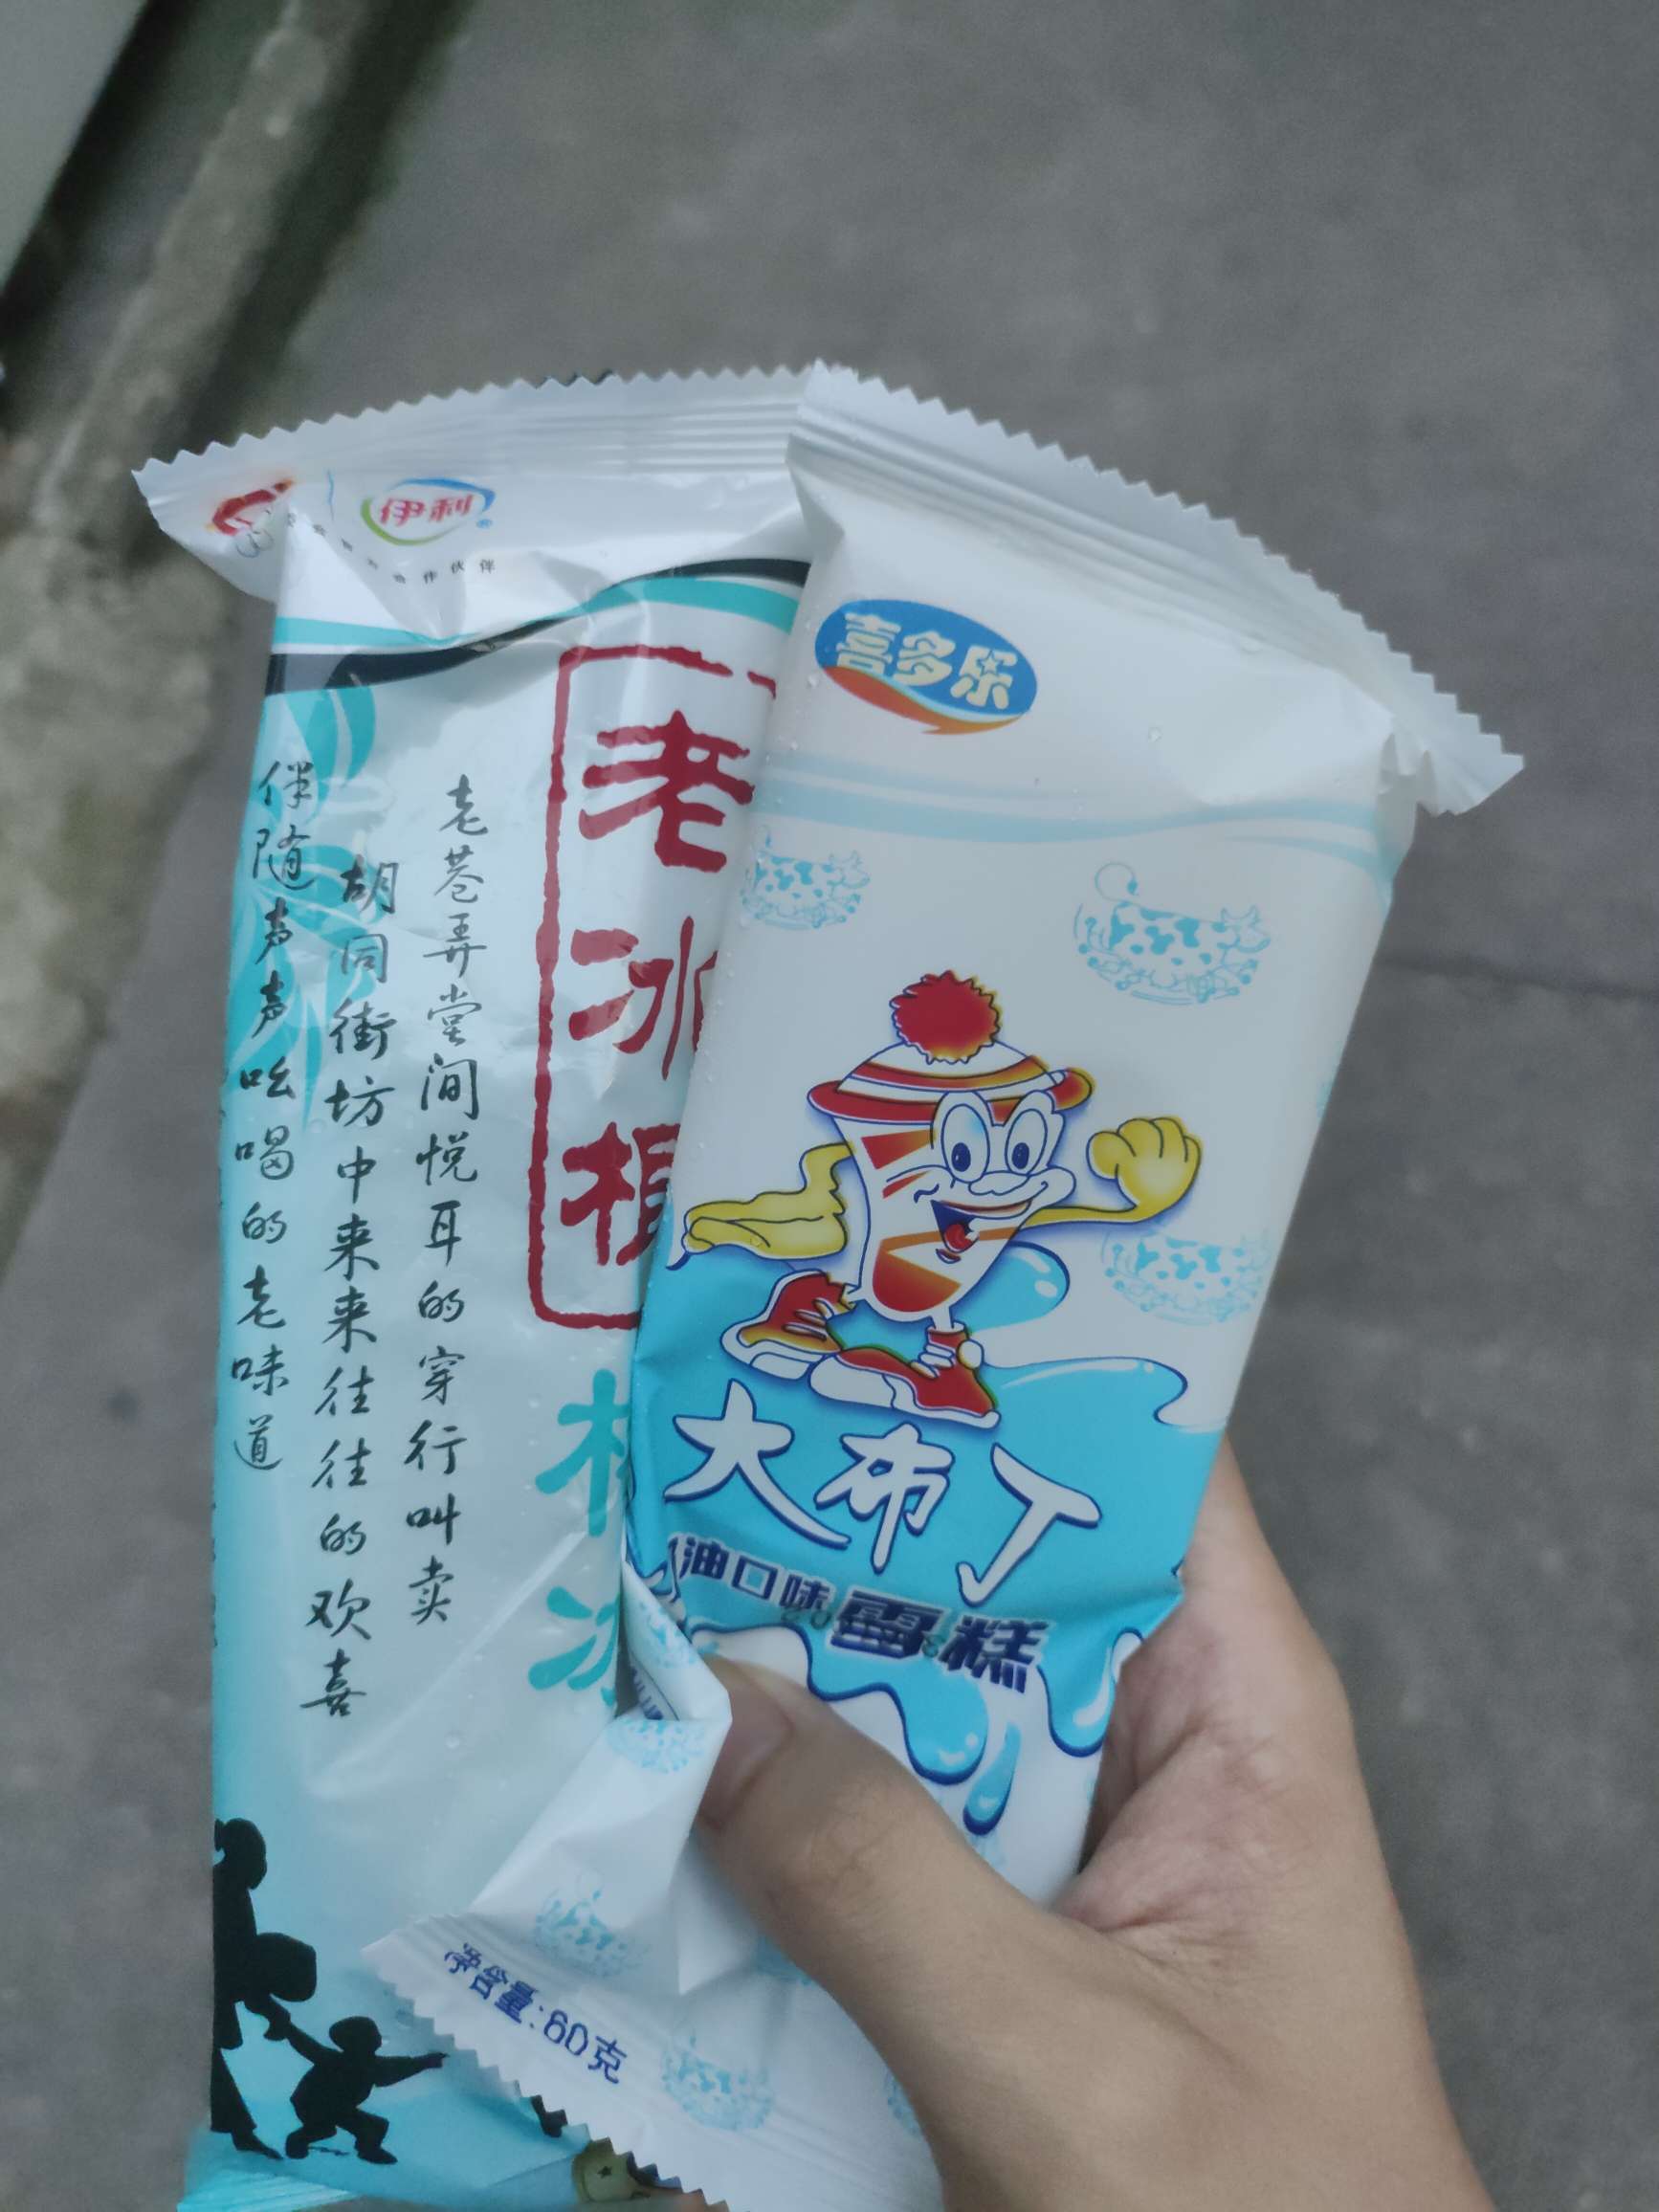 伊利
老冰棍
老巷弄堂间悦耳的穿行叫卖
胡同街坊中来来往往的欢喜
伴随声声吆喝的老味道
喜多乐
大布丁
油口味雪糕
净含量:60克